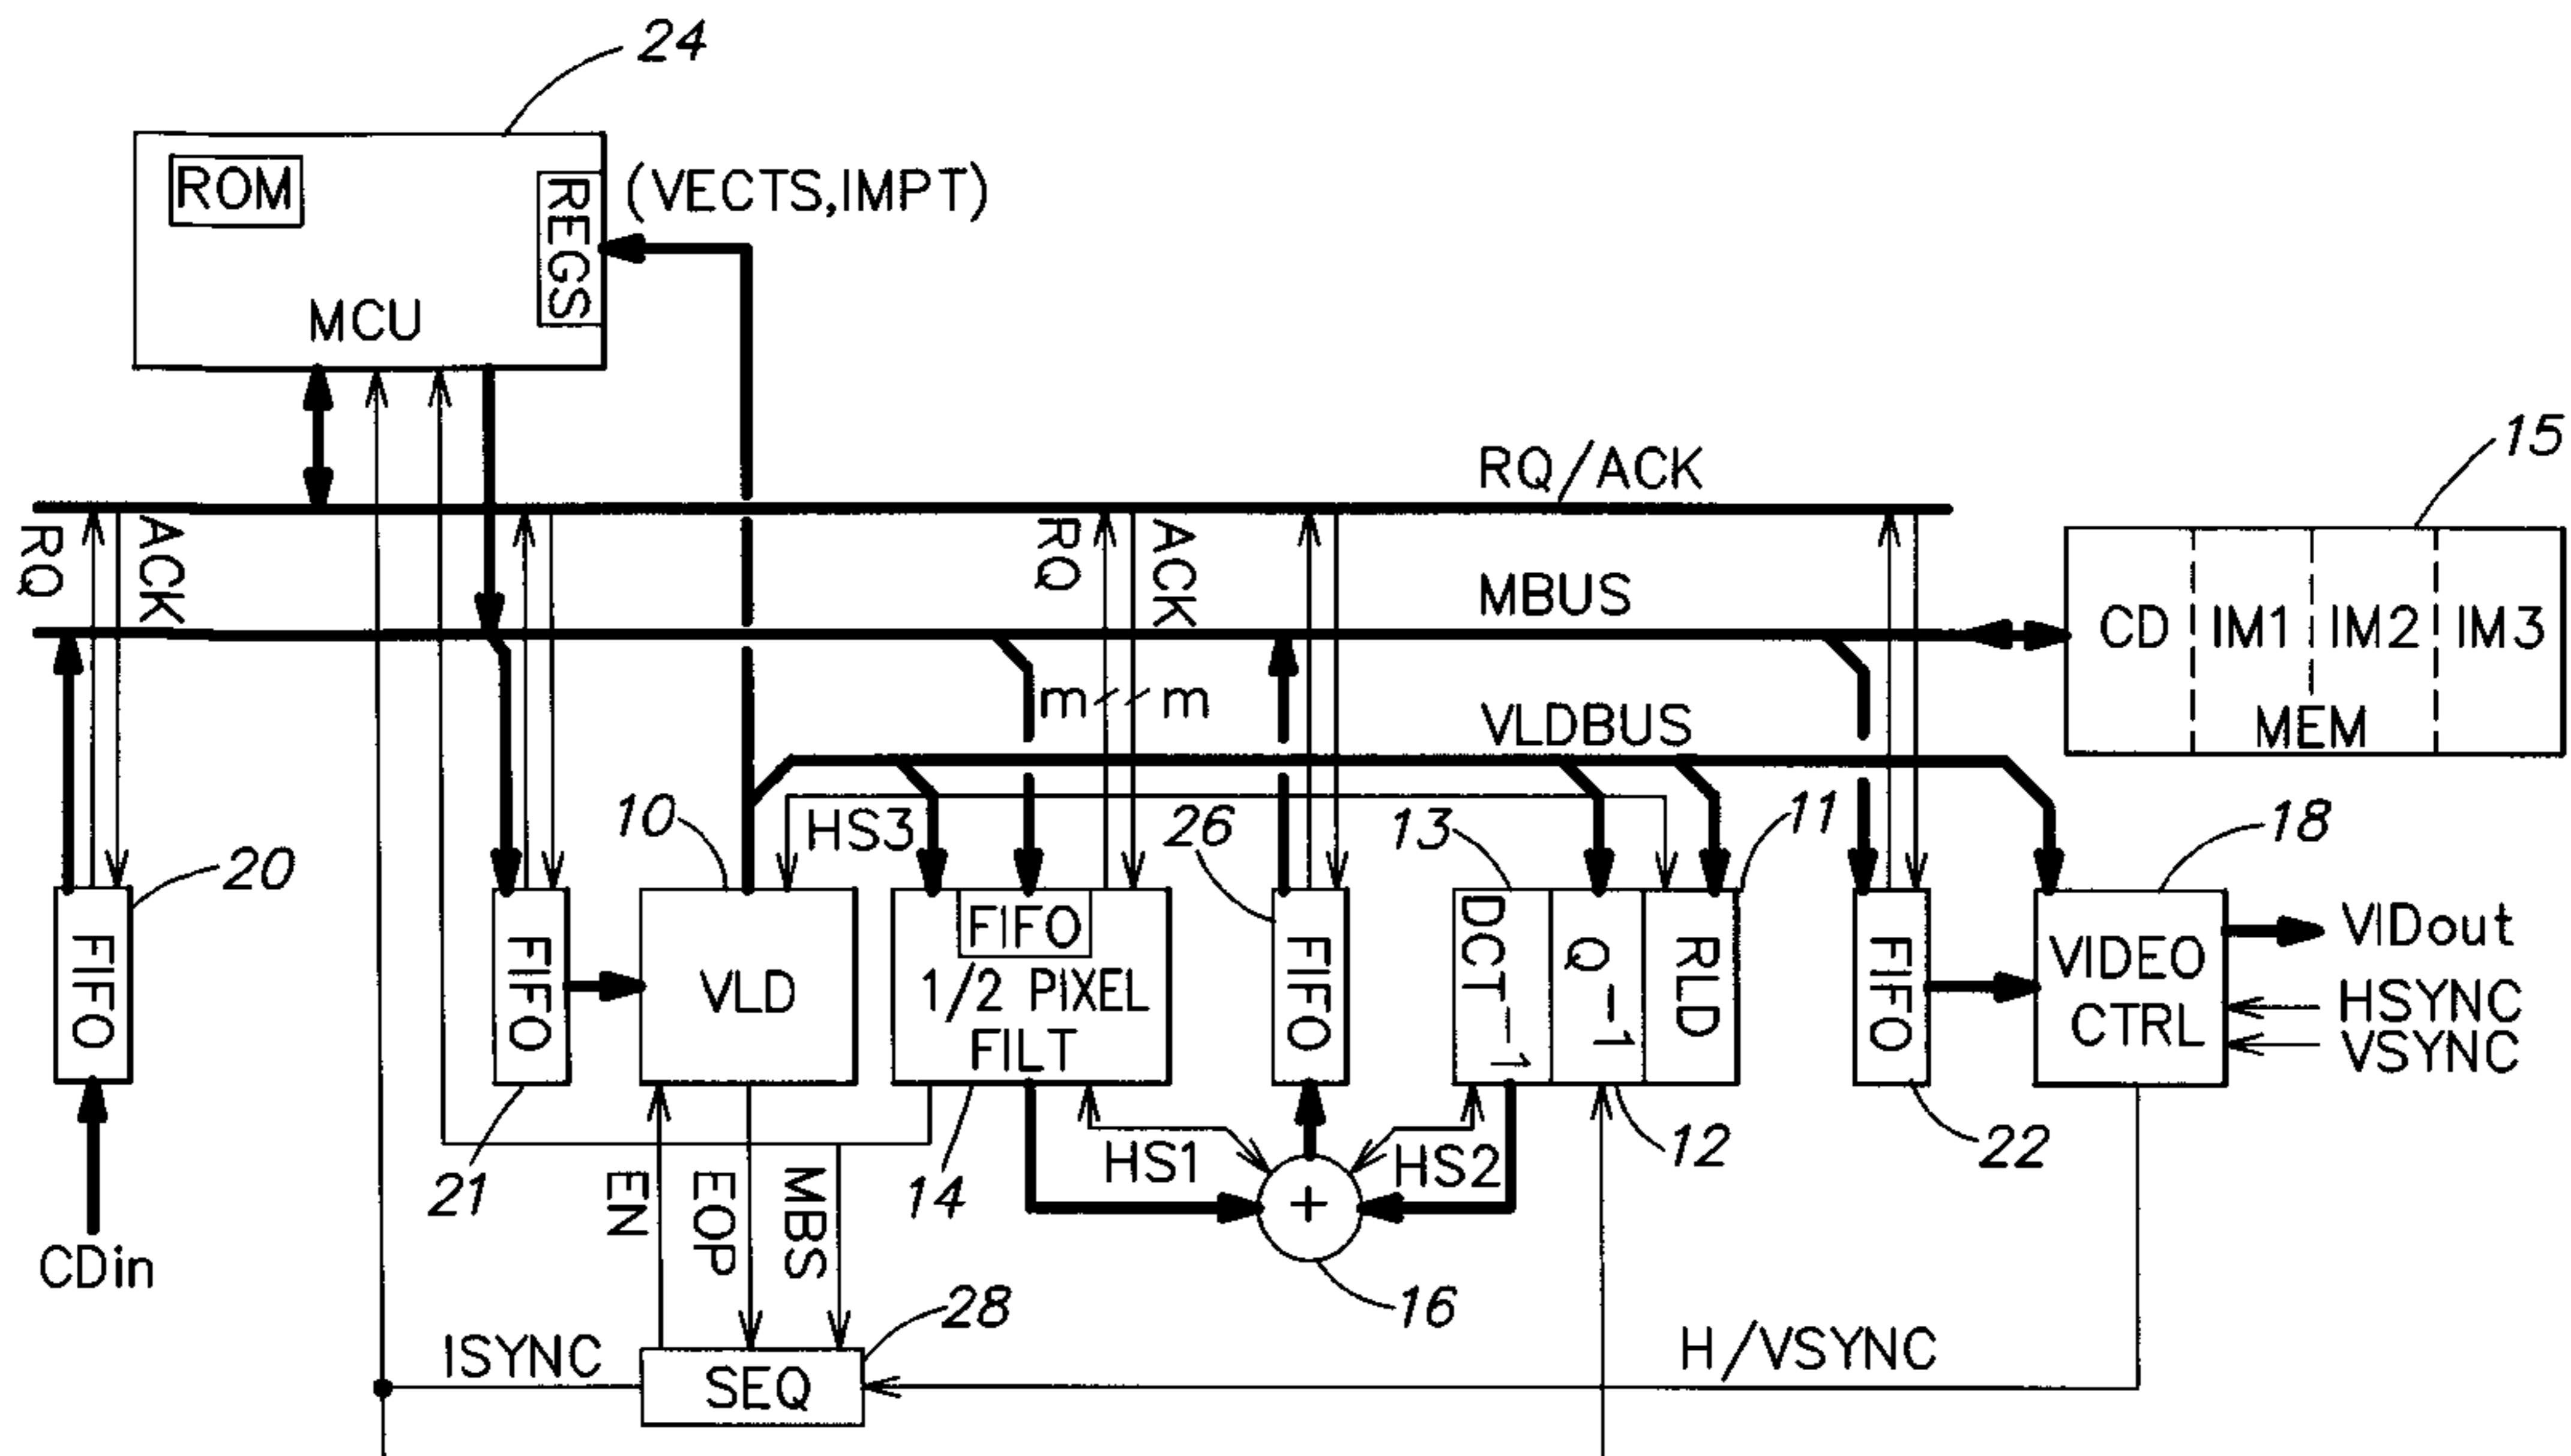 24
ROM
REGS
(VECTS,IMPT)
MCU
RQ/ACK
15
RQ
ACK
RQ
ACK
MBUS
CD
IM1
IM2
IM3
MEM
m
m
VLDBUS
10
HS3
26
13
11
18
20
FIFO
FIFO
VLD
FIFO
1/2 PIXEL
FILT
FIFO
DCT-1
Q-1
RLD
FIFO
VIDEO
CTRL
VIDout
HSYNC
VSYNC
CDin
21
EN
EOP
MBS
14
HS1
+
HS2
12
22
16
28
ISYNC
SEQ
H/VSYNC